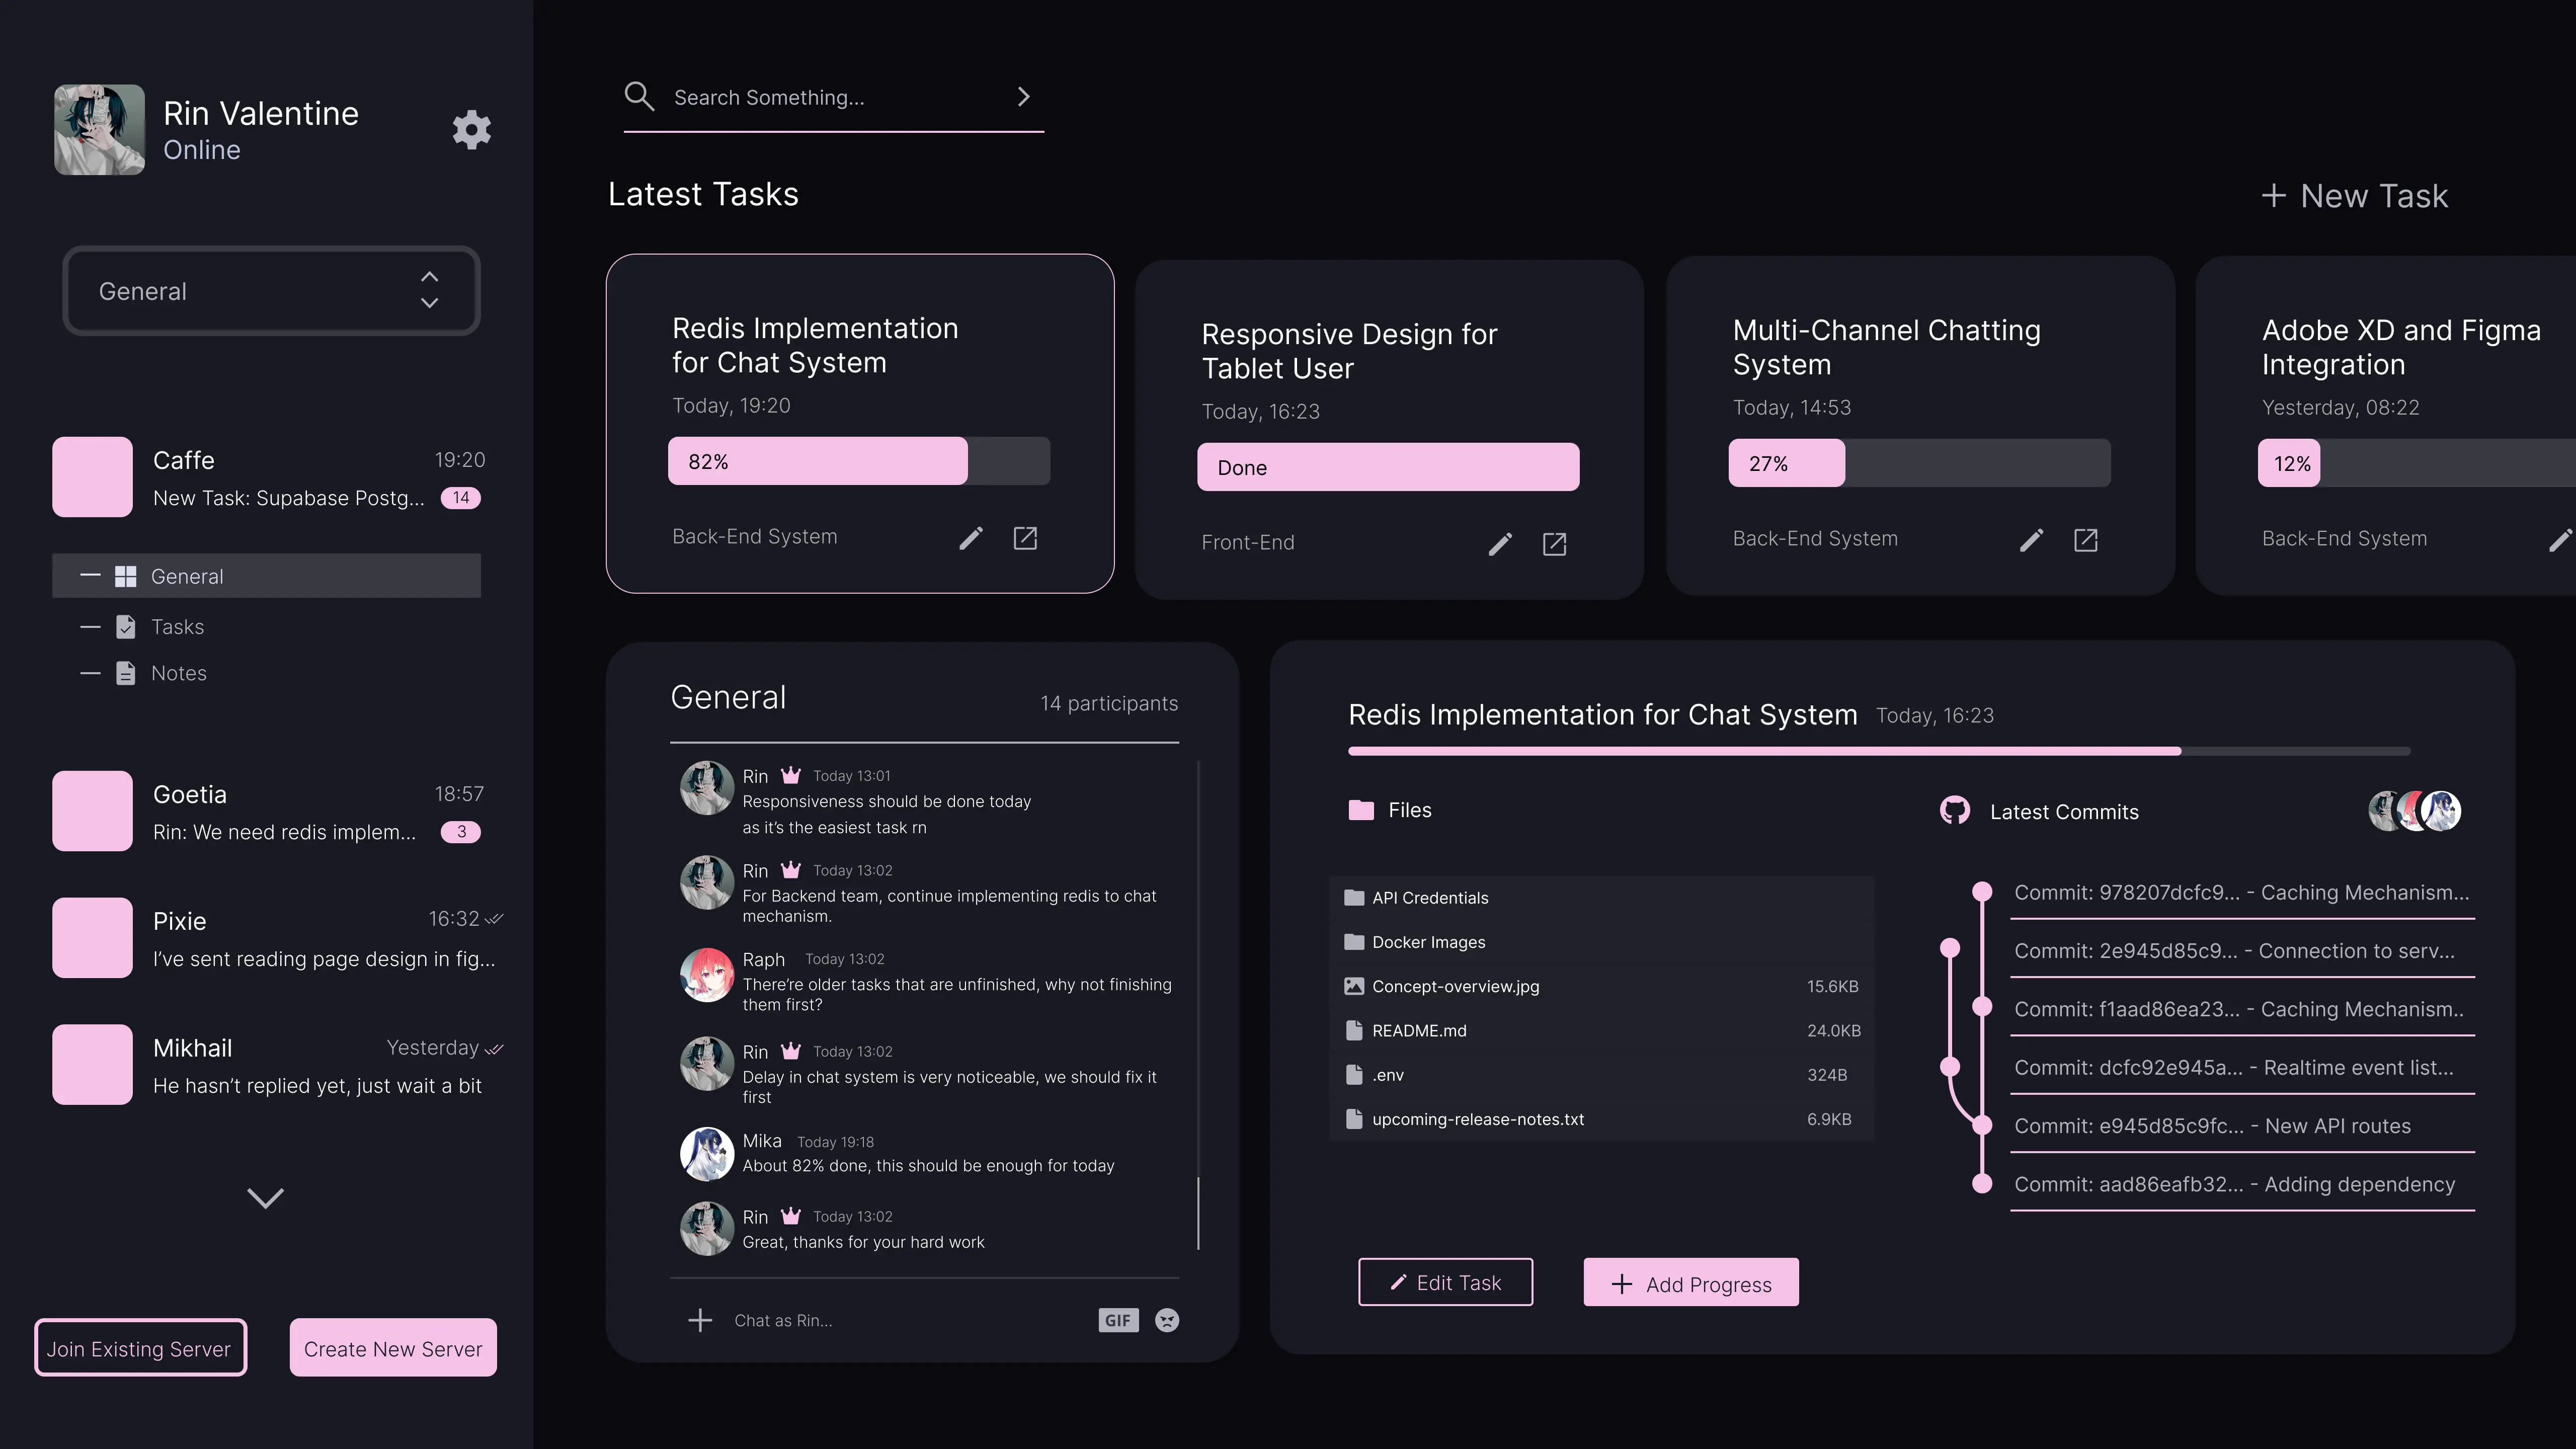 Rin Valentine
Online
General
Caffe
19:20
New Task: Supabase Postg...
14
General
Tasks
Notes
Goetia
18:57
Rin: We need redis implem...
3
Pixie
16:32
I’ve sent reading page design in fig...
Mikhail
Yesterday
He hasn’t replied yet, just wait a bit
Join Existing Server
Create New Server
Search Something...
Latest Tasks
New Task
Redis Implementation
for Chat System
Today, 19:20
82%
Back-End System
Responsive Design for
Tablet User
Today, 16:23
Done
Front-End
Multi-Channel Chatting
System
Today, 14:53
27%
Back-End System
Adobe XD and Figma
Integration
Yesterday, 08:22
12%
Back-End System
General
14 participants
Rin
Today 13:01
Responsiveness should be done today
as it’s the easiest task rn
Rin
Today 13:02
For Backend team, continue implementing redis to chat
mechanism.
Raph
Today 13:02
There’re older tasks that are unfinished, why not finishing
them first?
Rin
Today 13:02
Delay in chat system is very noticeable, we should fix it
first
Mika
Today 19:18
About 82% done, this should be enough for today
Rin
Today 13:02
Great, thanks for your hard work
Chat as Rin...
GIF
Redis Implementation for Chat System
Today, 16:23
Files
API Credentials
Docker Images
Concept-overview.jpg
15.6KB
README.md
24.0KB
.env
324B
upcoming-release-notes.txt
6.9KB
Latest Commits
Commit: 978207dcfc9... - Caching Mechanism...
Commit: 2e945d85c9... - Connection to serv...
Commit: f1aad86ea23... - Caching Mechanism..
Commit: dcfc92e945a... - Realtime event list...
Commit: e945d85c9fc... - New API routes
Commit: aad86eafb32... - Adding dependency
Edit Task
Add Progress